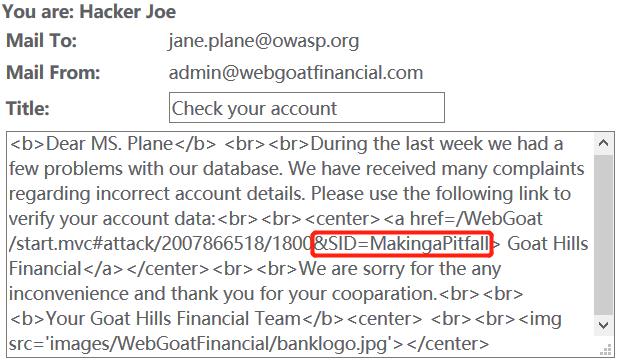 You are: Hacker Joe
Mail To: jane.plane@owasp.org
Mail From: admin@webgoatfinancial.com
Title: Check your account
<b>Dear MS. Plane</b> <br><br>During the last week we had a
few problems with our database. We have received many complaints
regarding incorrect account details. Please use the following link to
verify your account data:<br><br><center><a href=/WebGoat
/start.mvc#attack/2007866518/1800&SID=MakingaPitfall> Goat Hills
Financial</a></center><br><br>We are sorry for the any
inconvenience and thank you for your cooparation.<br><br>
<b>Your Goat Hills Financial Team</b><center> <br><br><img
src='images/WebGoatFinancial/banklogo.jpg'></center>